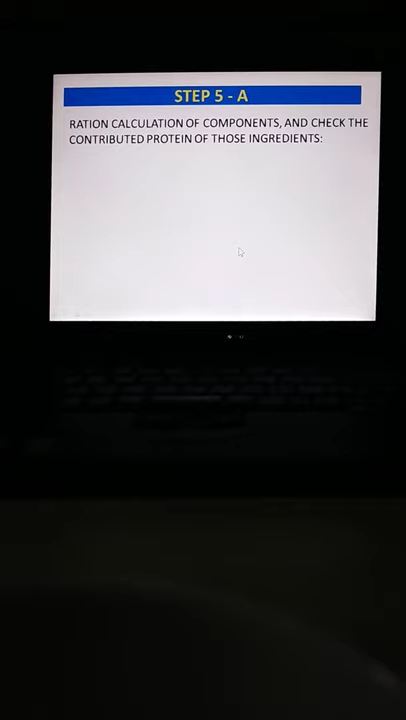 STEP 5 - A
RATION CALCULATION OF COMPONENTS, AND CHECK THE
CONTRIBUTED PROTEIN OF THOSE INGREDIENTS: